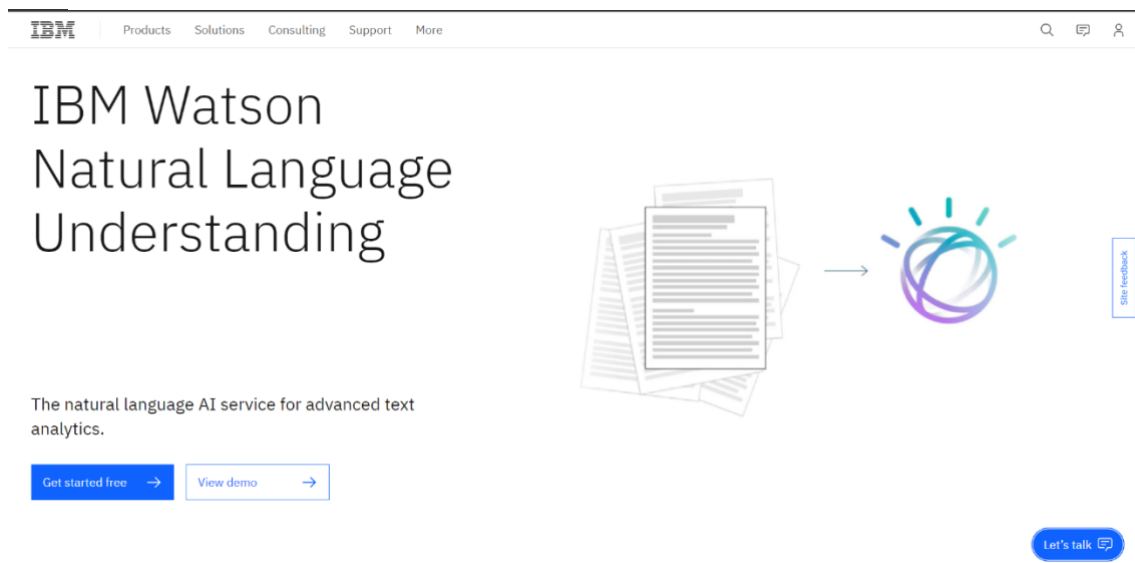 IBM
Products Solutions Consulting Support More
IBM Watson
Natural Language
Understanding
The natural language AI service for advanced text
analytics.
Get started free
View demo
Site feedback
Let's talk